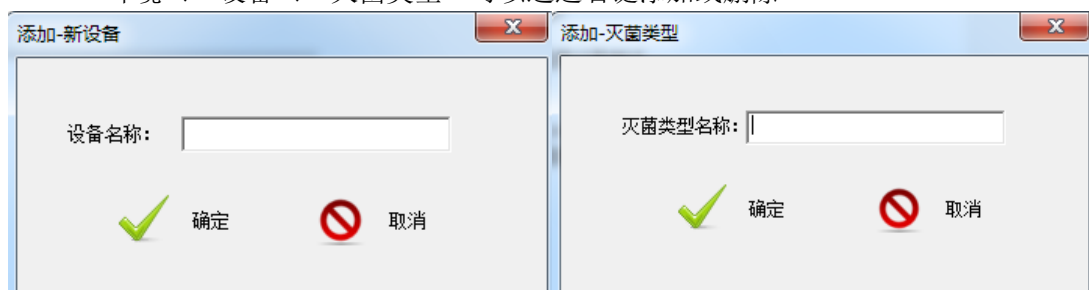 添加-新设备
设备名称：
确定 取消
添加-灭菌类型
灭菌类型名称：
确定 取消